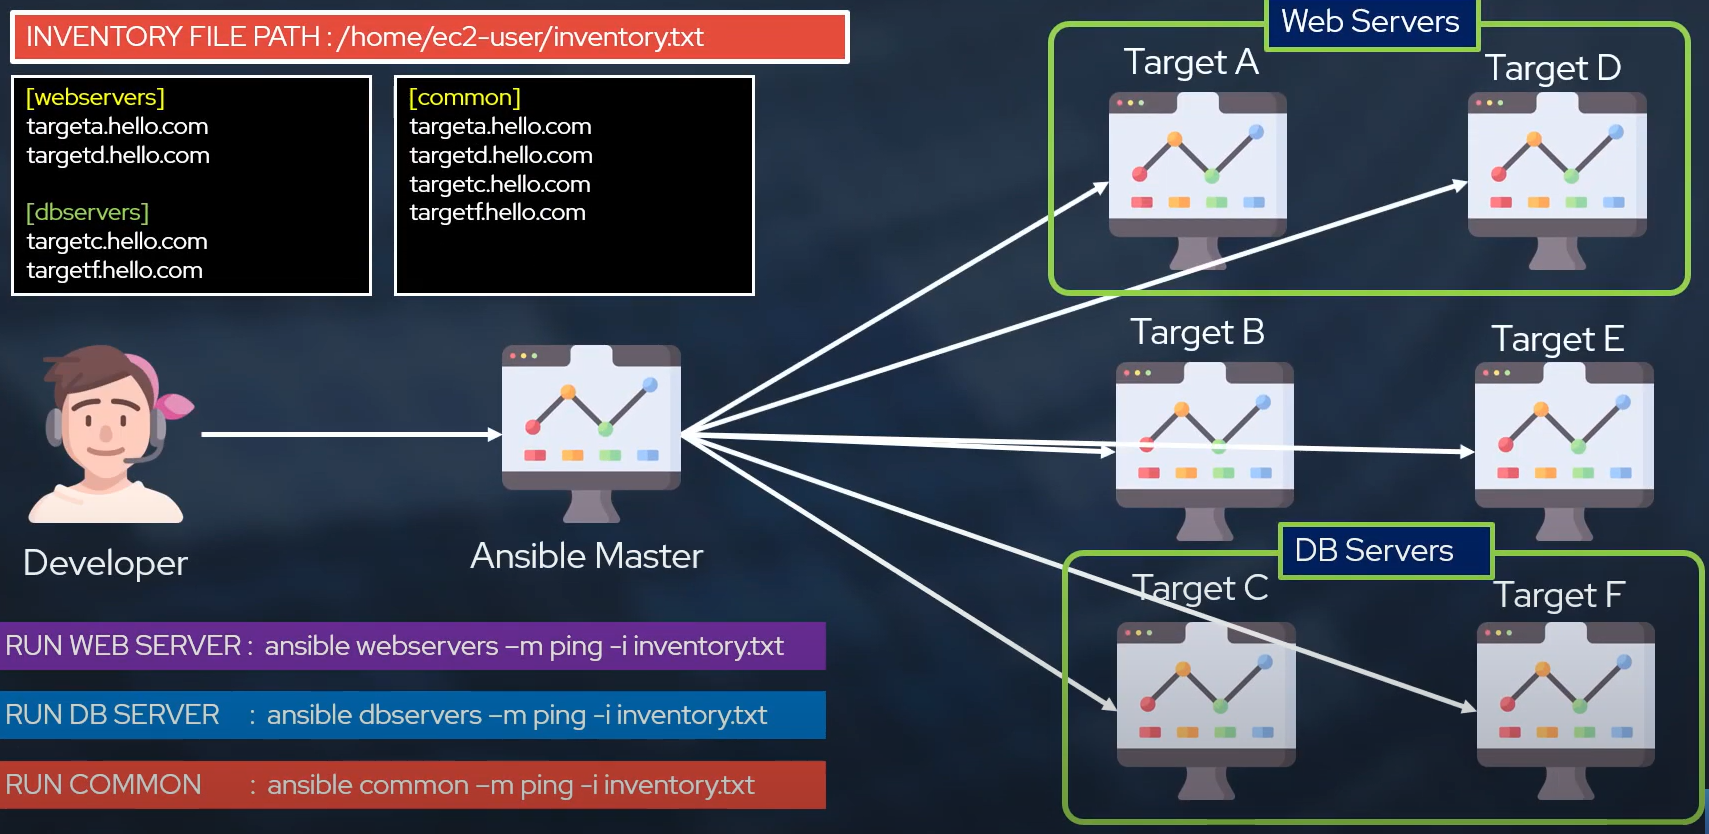 INVENTORY FILE PATH : /home/ec2-user/inventory.txt
[webservers]
targeta.hello.com
targetd.hello.com
[dbservers]
targetc.hello.com
targetf.hello.com
[common]
targeta.hello.com
targetd.hello.com
targetc.hello.com
targetf.hello.com
Web Servers
Target A
Target D
Target B
Target E
DB Servers
Target C
Target F
Developer
Ansible Master
RUN WEB SERVER : ansible webservers –m ping -i inventory.txt
RUN DB SERVER : ansible dbservers –m ping -i inventory.txt
RUN COMMON : ansible common –m ping -i inventory.txt